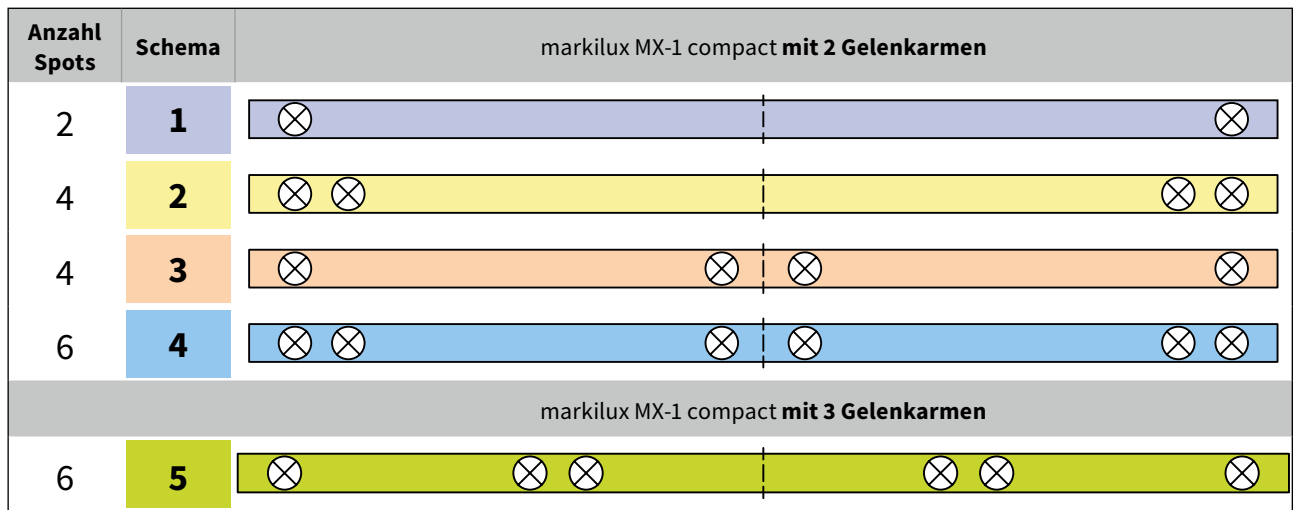 Anzahl Spots Schema markilux MX-1 compact mit 2 Gelenkarmen
2 1
4 2
4 3
6 4
markilux MX-1 compact mit 3 Gelenkarmen
6 5